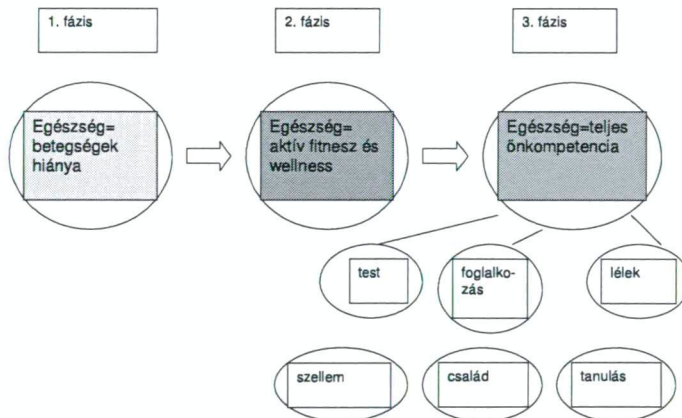 1. fázis
2. fázis
3. fázis
Egészség=
betegségek
hiánya
Egészség=
aktív fitnesz és
wellness
Egészség=teljes
önkompetencia
test
foglalko-
zás
lélek
szellem
család
tanulás